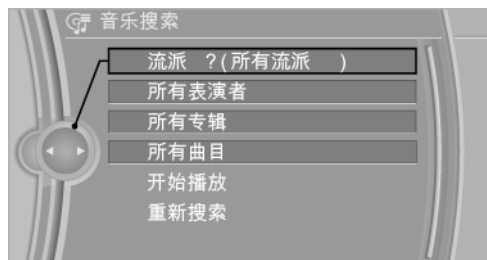 音乐搜索
流派 ?(所有流派 )
所有表演者
所有专辑
所有曲目
开始播放
重新搜索